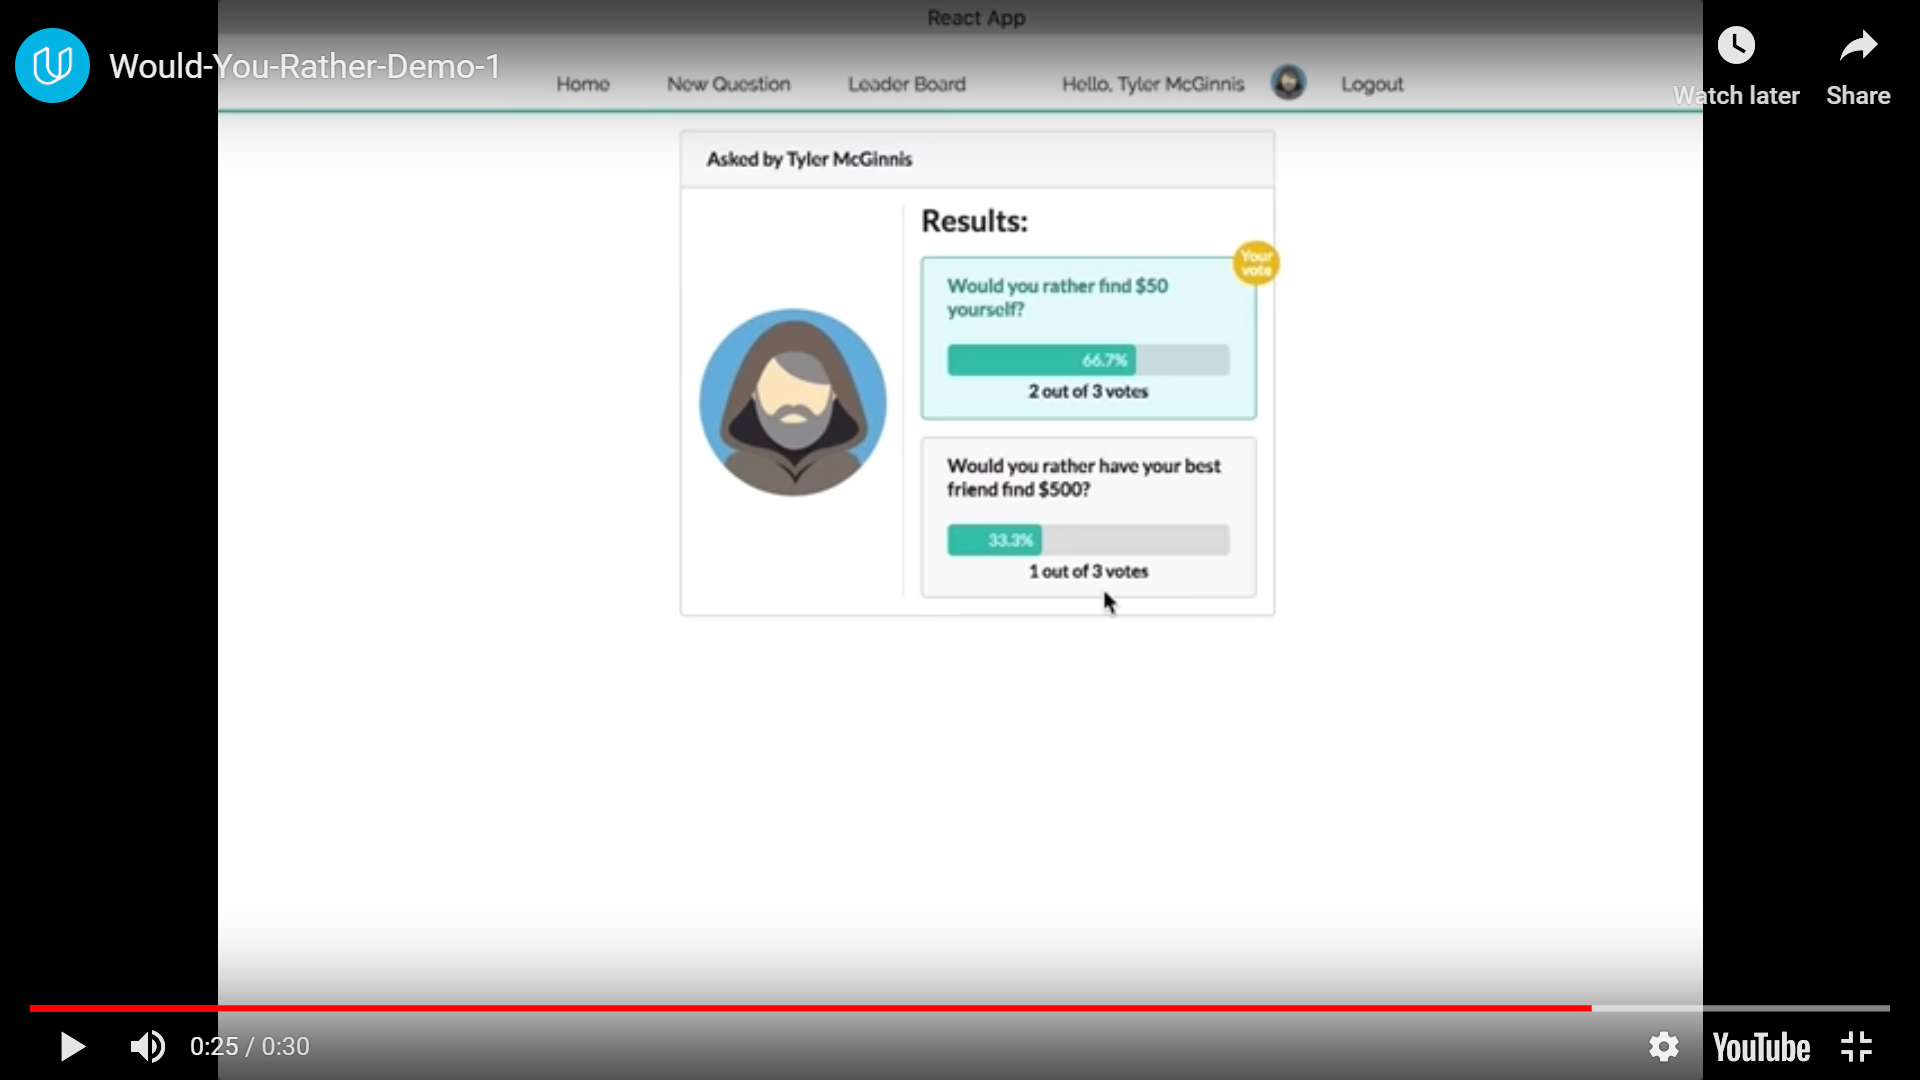 React App
Would-You-Rather-Demo-1
Watch later
Share
Home
New Question
Leader Board
Hello, Tyler McGinnis
Logout
Asked by Tyler McGinnis
Results:
Your
vote
Would you rather find $50
yourself?
66.7%
2 out of 3 votes
Would you rather have your best
friend find $500?
33.3%
1 out of 3 votes
0:25 / 0:30
YouTube